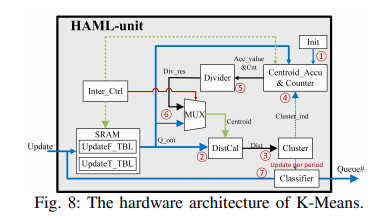 HAML-unit
Init
①
Acc_value
&Cnt
Div_res
Divider
Centroid_Accu
& Counter
⑤
④
Inter_Ctrl
⑥
MUX
Centroid
Cluster_ind
SRAM
Update
UpdateF_TBL
UpdateT_TBL
Q_out
②
DistCal
Dist
③
Cluster
Update per period
⑦
Classifier
Queue#
Fig. 8: The hardware architecture of K-Means.